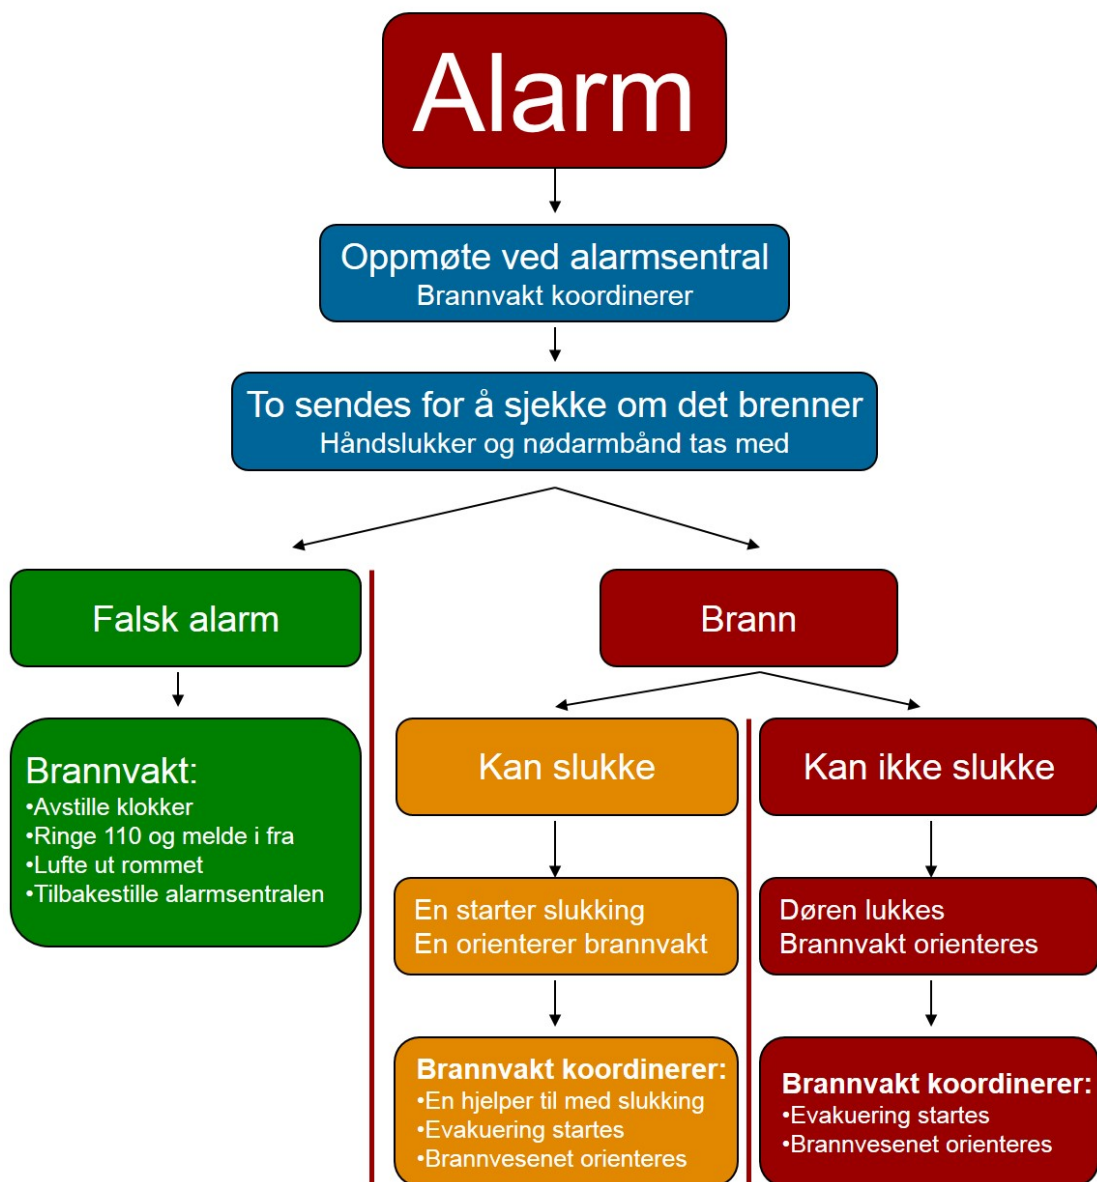 Alarm
Oppmøte ved alarmsentral
Brannvakt koordinerer
To sendes for å sjekke om det brenner
Håndslukker og nødarmbånd tas med
Falsk alarm
Brannvakt:
•Avstille klokker
•Ringe 110 og melde i fra
•Lufte ut rommet
•Tilbakestille alarmsentralen
Brann
Kan slukke
En starter slukking
En orienterer brannvakt
Brannvakt koordinerer:
•En hjelper til med slukking
•Evakuering startes
•Brannvesenet orienteres
Kan ikke slukke
Døren lukkes
Brannvakt orienteres
Brannvakt koordinerer:
•Evakuering startes
•Brannvesenet orienteres